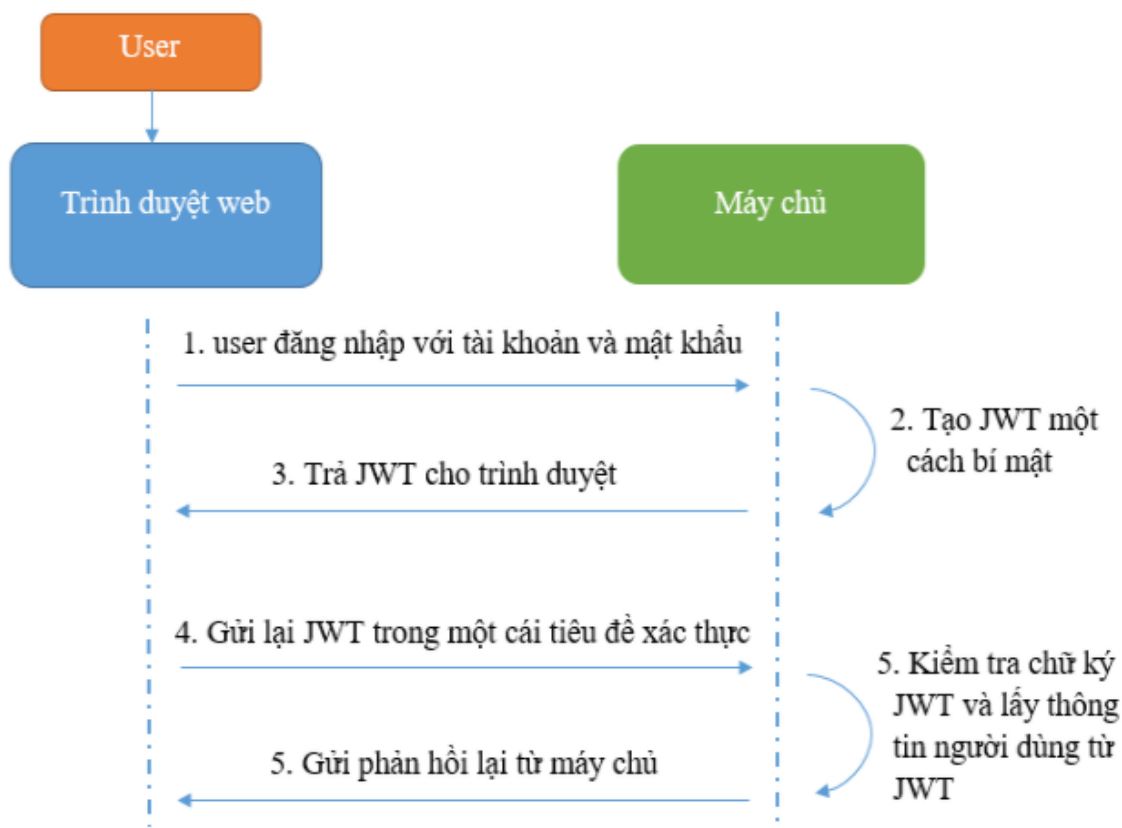 User
Trình duyệt web
Máy chủ
1. user đăng nhập với tài khoản và mật khẩu
2. Tạo JWT một
cách bí mật
3. Trả JWT cho trình duyệt
4. Gửi lại JWT trong một cái tiêu đề xác thực
5. Kiểm tra chữ ký
JWT và lấy thông
tin người dùng từ
JWT
5. Gửi phản hồi lại từ máy chủ